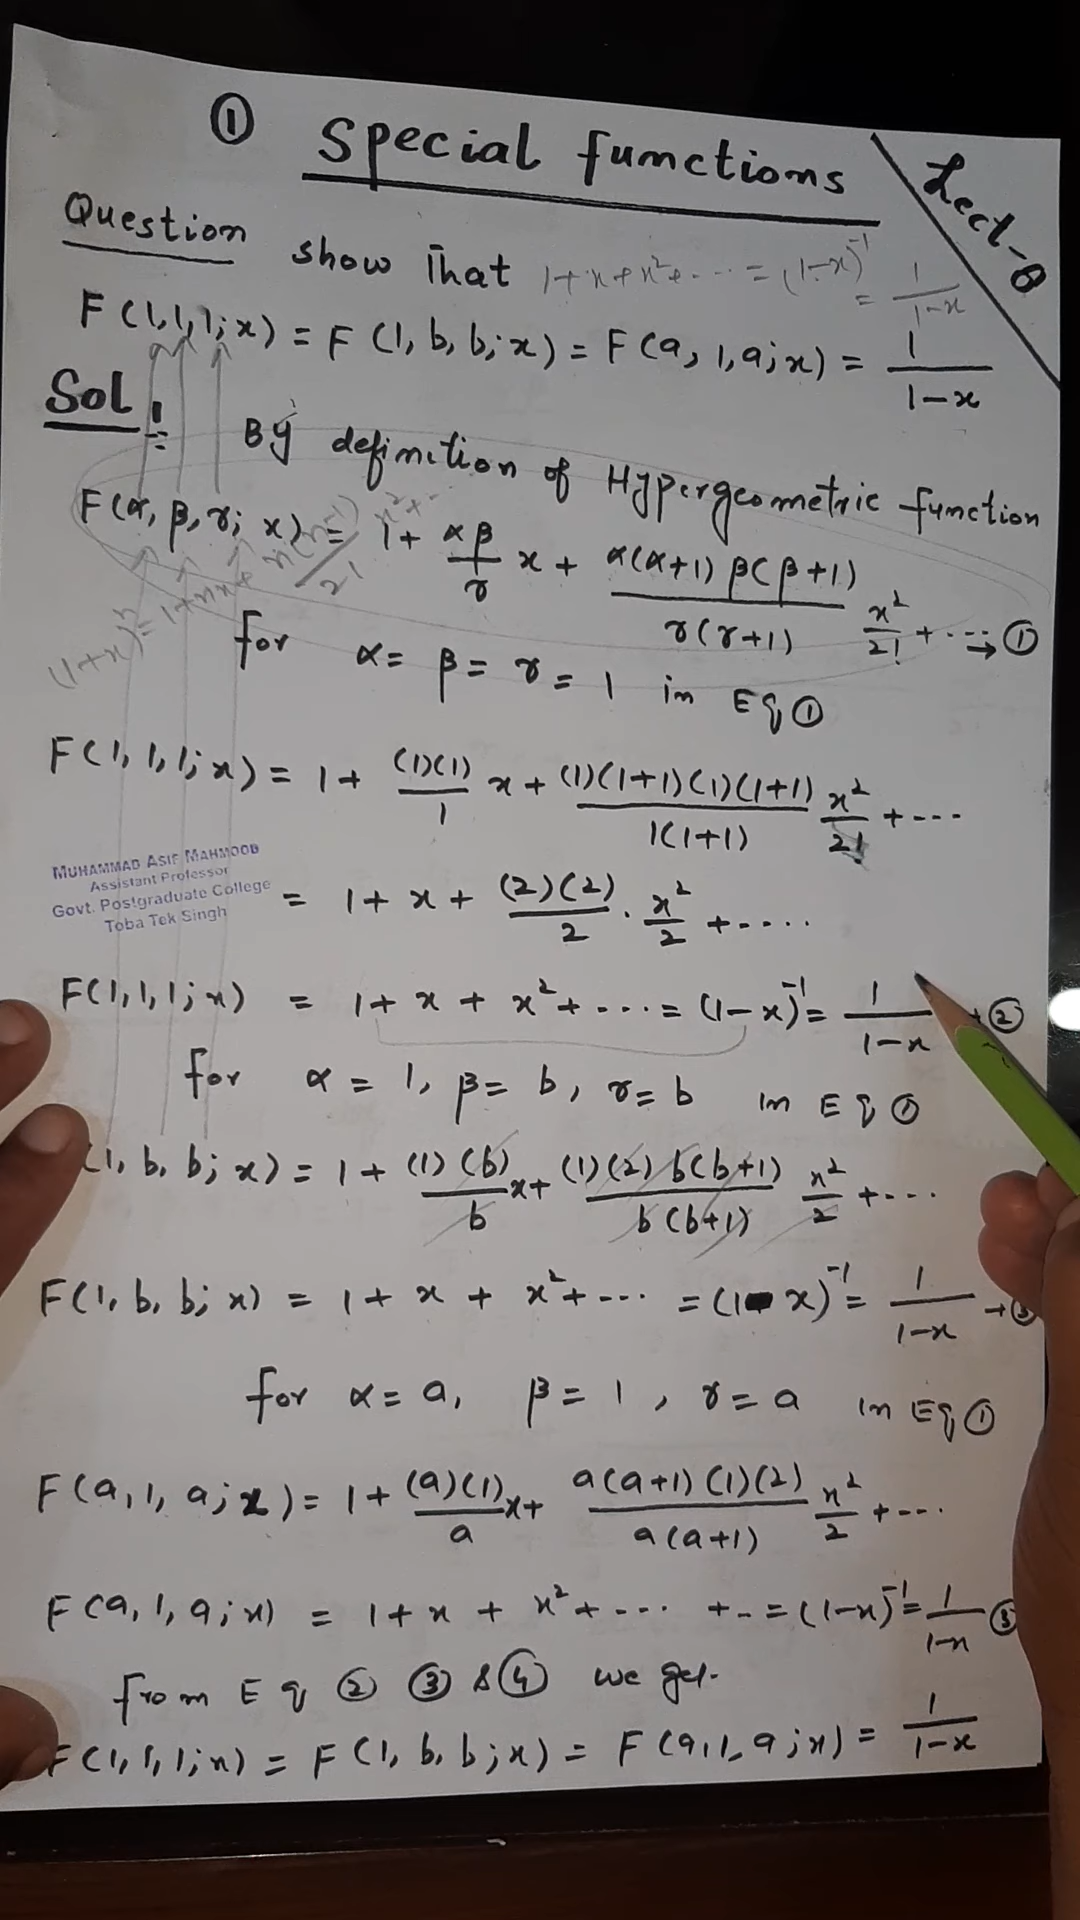 ① Special functions
Lect-8
Question show That 1+x+x²+.... = (1-x)⁻¹ = 1/(1-x)
F(1,1,1;x) = F(1,b,b;x) = F(a,1,a;x) = 1/(1-x)
Sol:
By definition of Hypergeometric function
F(α,β,γ;x) = 1 + αβ/γ x + α(α+1)β(β+1)/γ(γ+1) x²/2! + .... → ①
(1+x)ⁿ = 1+nx+ n(n-1)/2! x²+..
for α = β = γ = 1 in Eq ①
F(1,1,1;x) = 1 + (1)(1)/1 x + (1)(1+1)(1)(1+1)/1(1+1) x²/2! + ---
MUHAMMAD ASIF MAHMOOD
Assistant Professor
Govt. Postgraduate College
Toba Tek Singh
= 1 + x + (2)(2)/2 . x²/2 + .....
F(1,1,1;x) = 1 + x + x² + .... = (1-x)⁻¹ = 1/(1-x) ②
for α = 1, β = b, γ = b in Eq ①
(1,b,b;x) = 1 + (1)(b)/b x + (1)(2)b(b+1)/b(b+1) x²/2 + ---
F(1,b,b;x) = 1 + x + x² + .... = (1-x)⁻¹ = 1/(1-x) → ③
for α = a, β = 1, γ = a in Eq ①
F(a,1,a;x) = 1 + (a)(1)/a x + a(a+1)(1)(2)/a(a+1) x²/2 + ---
F(a,1,a;x) = 1 + x + x² + --- +-- = (1-x)⁻¹ = 1/(1-x) ③
from Eq ② ③ & ④ we get.
F(1,1,1;x) = F(1,b,b;x) = F(a,1,a;x) = 1/(1-x)